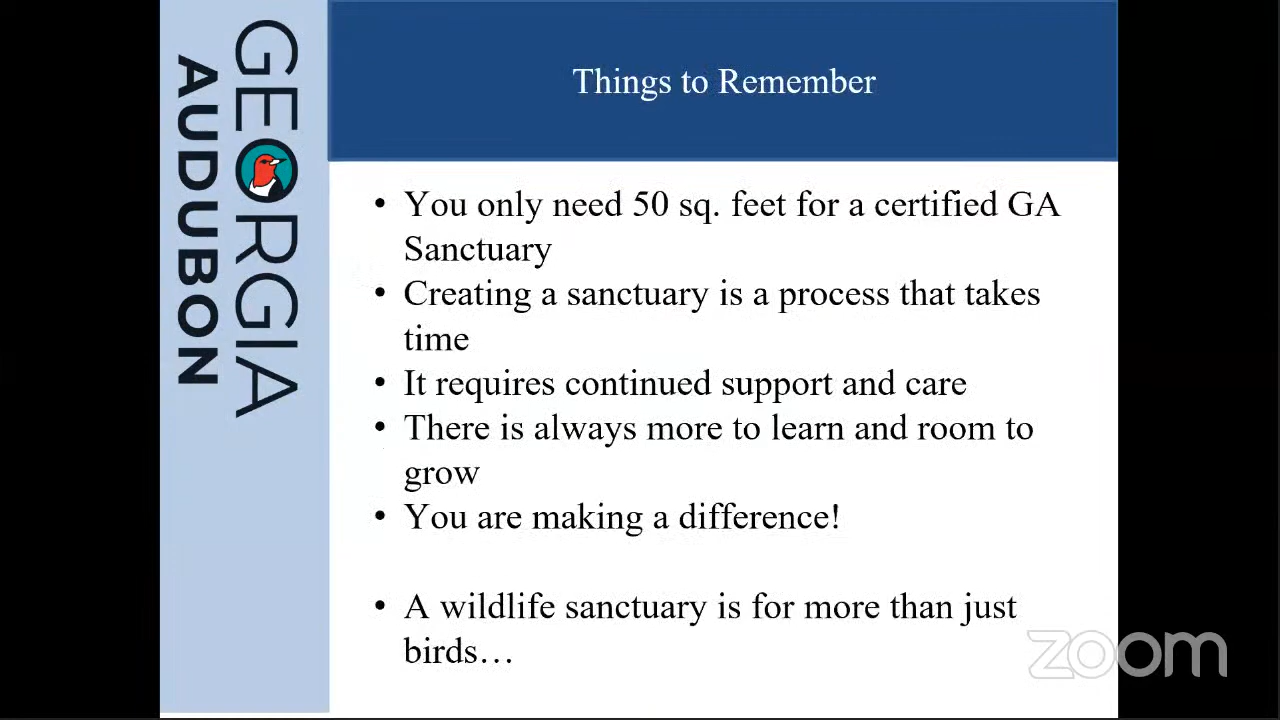 GEORGIA
AUDUBON
Things to Remember
• You only need 50 sq. feet for a certified GA
Sanctuary
• Creating a sanctuary is a process that takes
time
• It requires continued support and care
• There is always more to learn and room to
grow
• You are making a difference!
• A wildlife sanctuary is for more than just
birds…
zoom